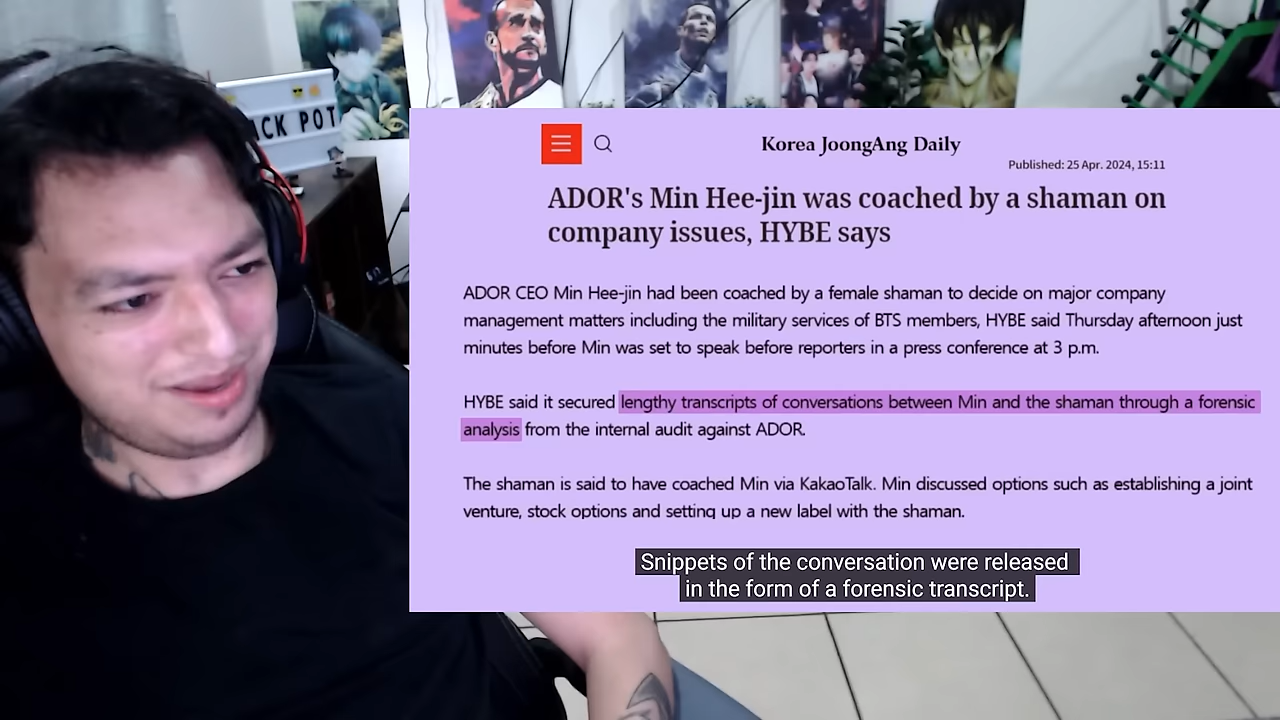 ACK POT
Korea JoongAng Daily
Published: 25 Apr. 2024, 15:11
ADOR's Min Hee-jin was coached by a shaman on
company issues, HYBE says
ADOR CEO Min Hee-jin had been coached by a female shaman to decide on major company
management matters including the military services of BTS members, HYBE said Thursday afternoon just
minutes before Min was set to speak before reporters in a press conference at 3 p.m.
HYBE said it secured lengthy transcripts of conversations between Min and the shaman through a forensic
analysis from the internal audit against ADOR.
The shaman is said to have coached Min via KakaoTalk. Min discussed options such as establishing a joint
venture, stock options and setting up a new label with the shaman.
Snippets of the conversation were released
in the form of a forensic transcript.